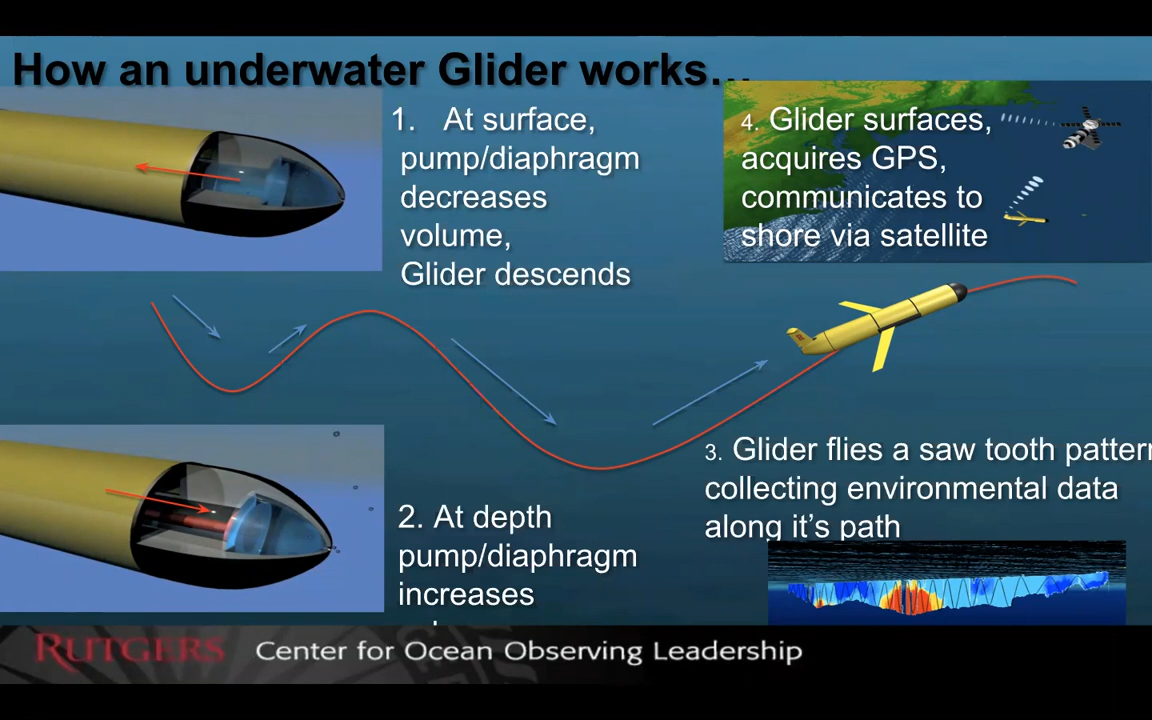 How an underwater Glider works...
1. At surface,
pump/diaphragm
decreases
volume,
Glider descends
4. Glider surfaces,
acquires GPS,
communicates to
shore via satellite
3. Glider flies a saw tooth pattern
collecting environmental data
along it’s path
2. At depth
pump/diaphragm
increases
RUTGERS Center for Ocean Observing Leadership